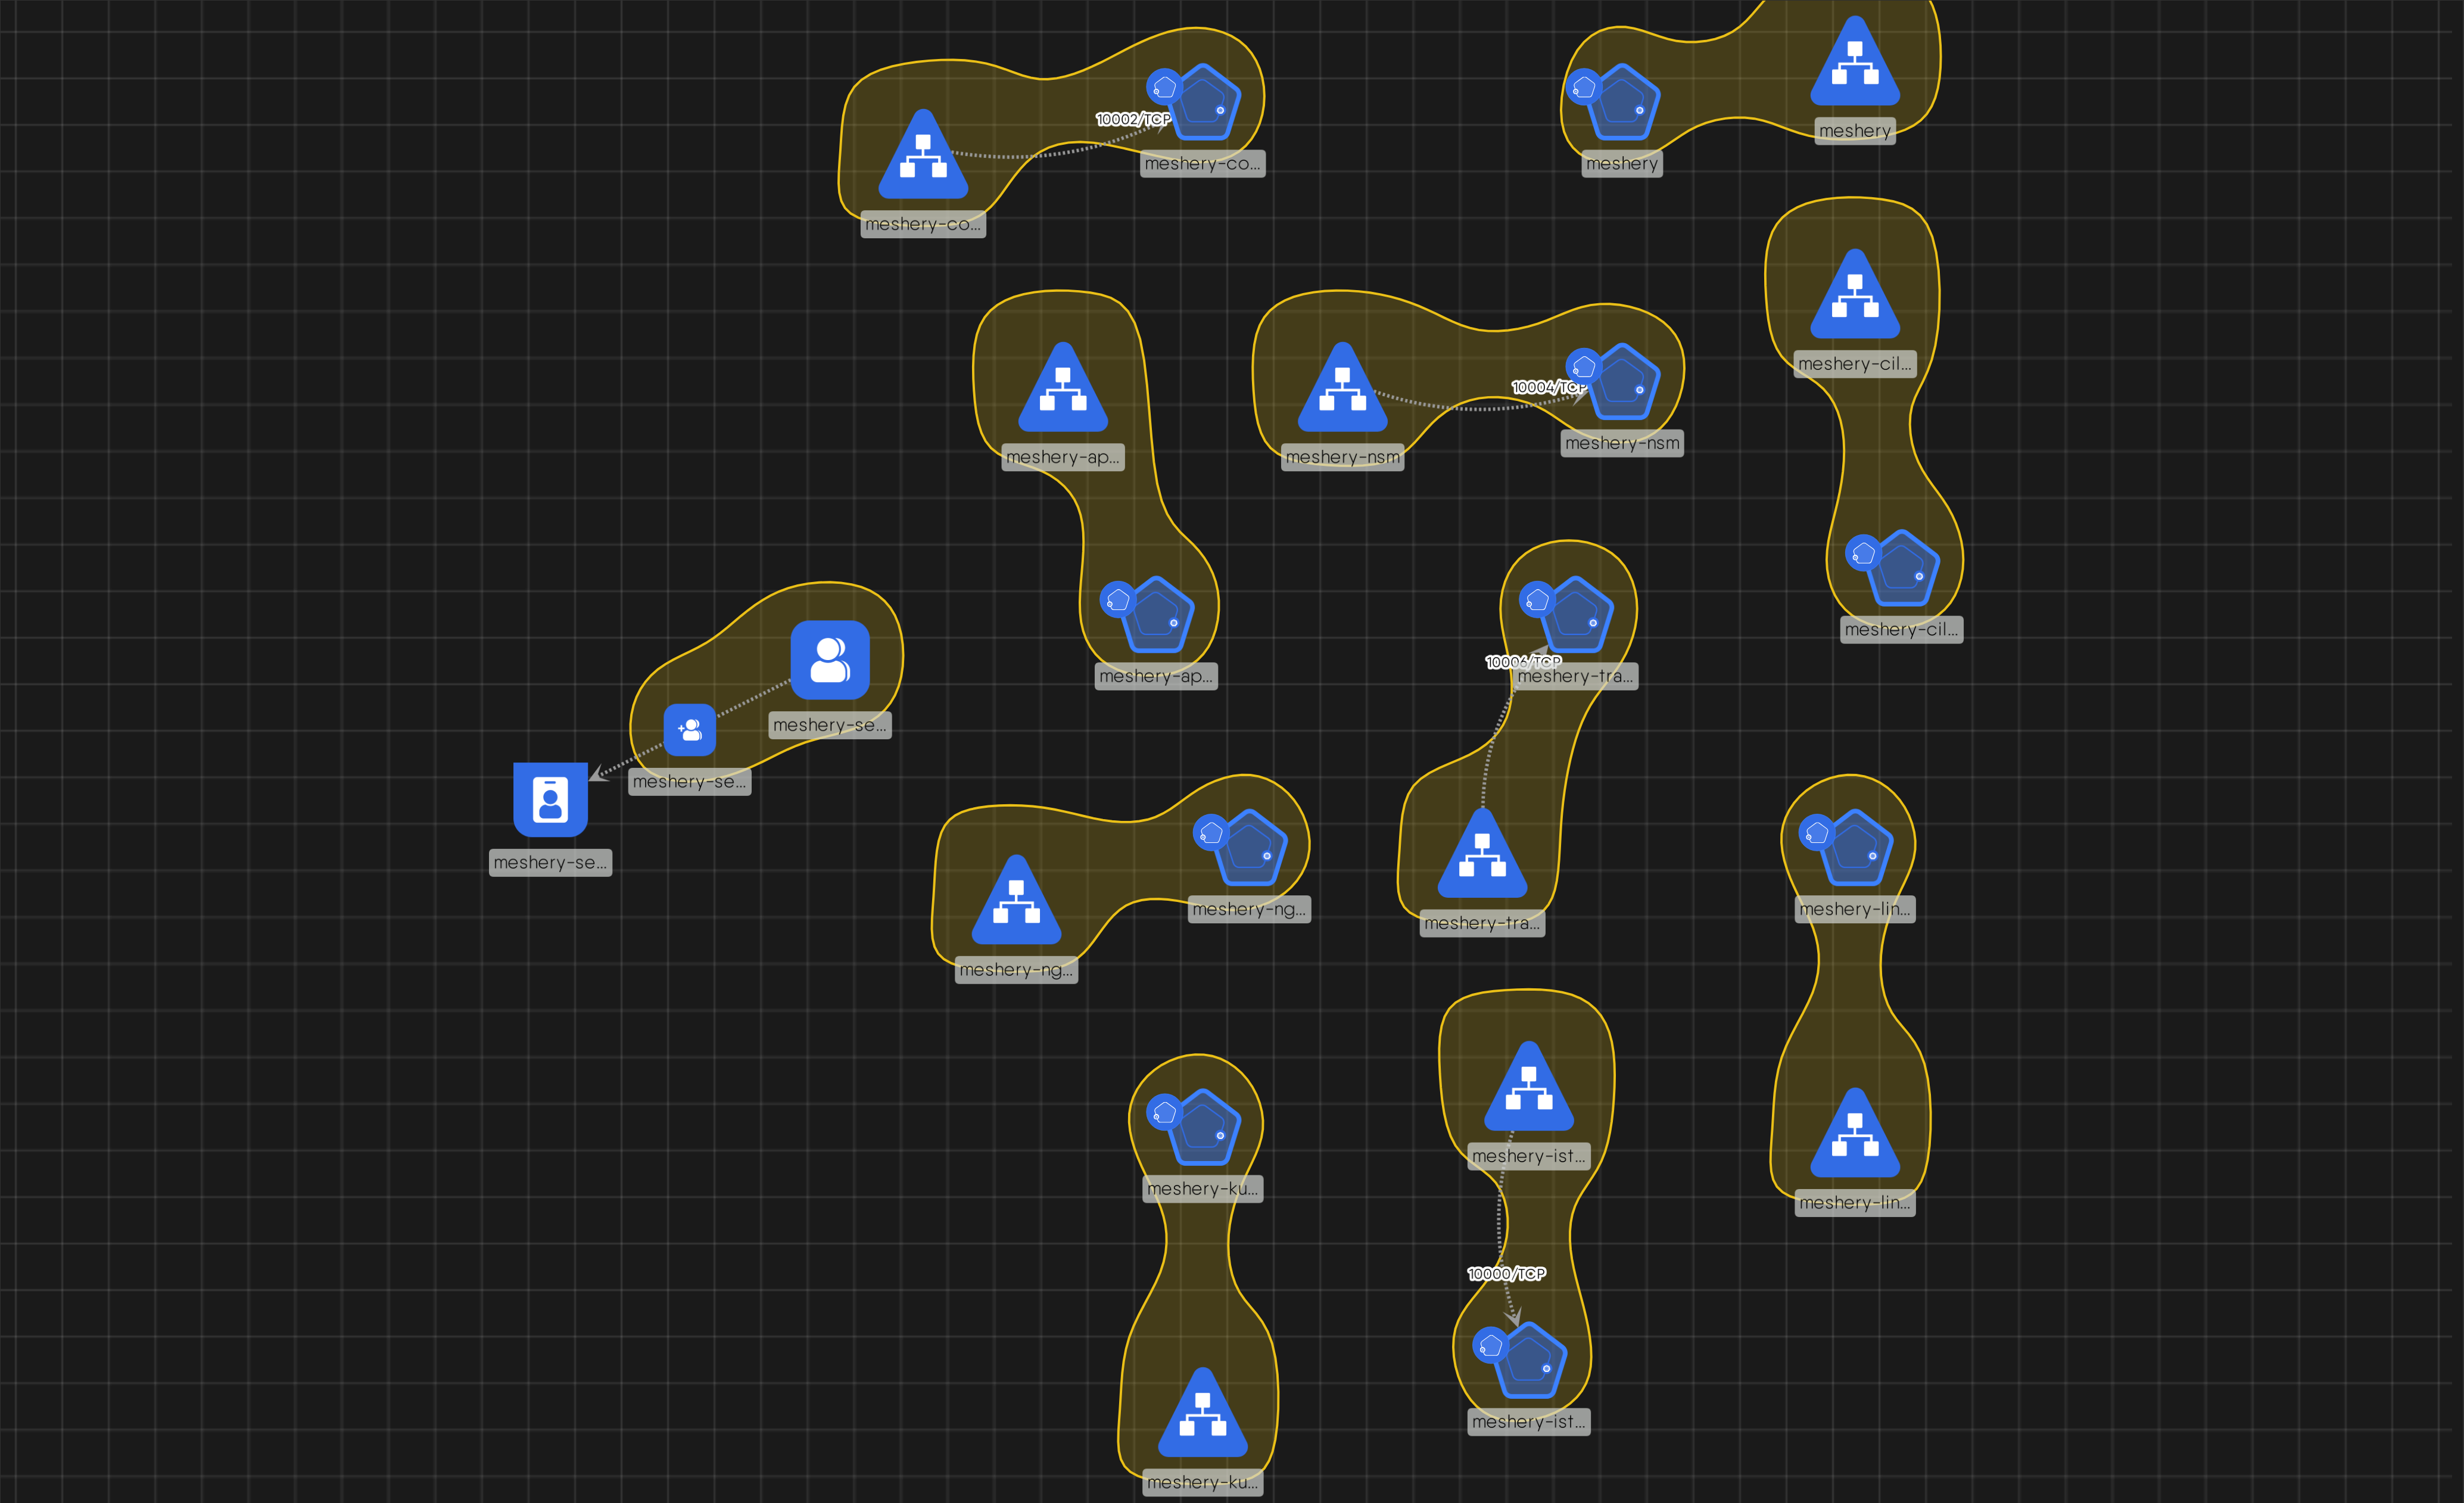 10002/TCP
meshery
meshery-co...
meshery
meshery-co...
meshery-cil...
10004/TCP
meshery-nsm
meshery-ap...
meshery-nsm
meshery-cil...
10006/TCP
meshery-ap...
meshery-tra...
meshery-se...
meshery-se...
meshery-se...
meshery-ng...
meshery-lin...
meshery-tra...
meshery-ng...
meshery-ist...
meshery-ku...
meshery-lin...
10000/TCP
meshery-ist...
meshery-ku...